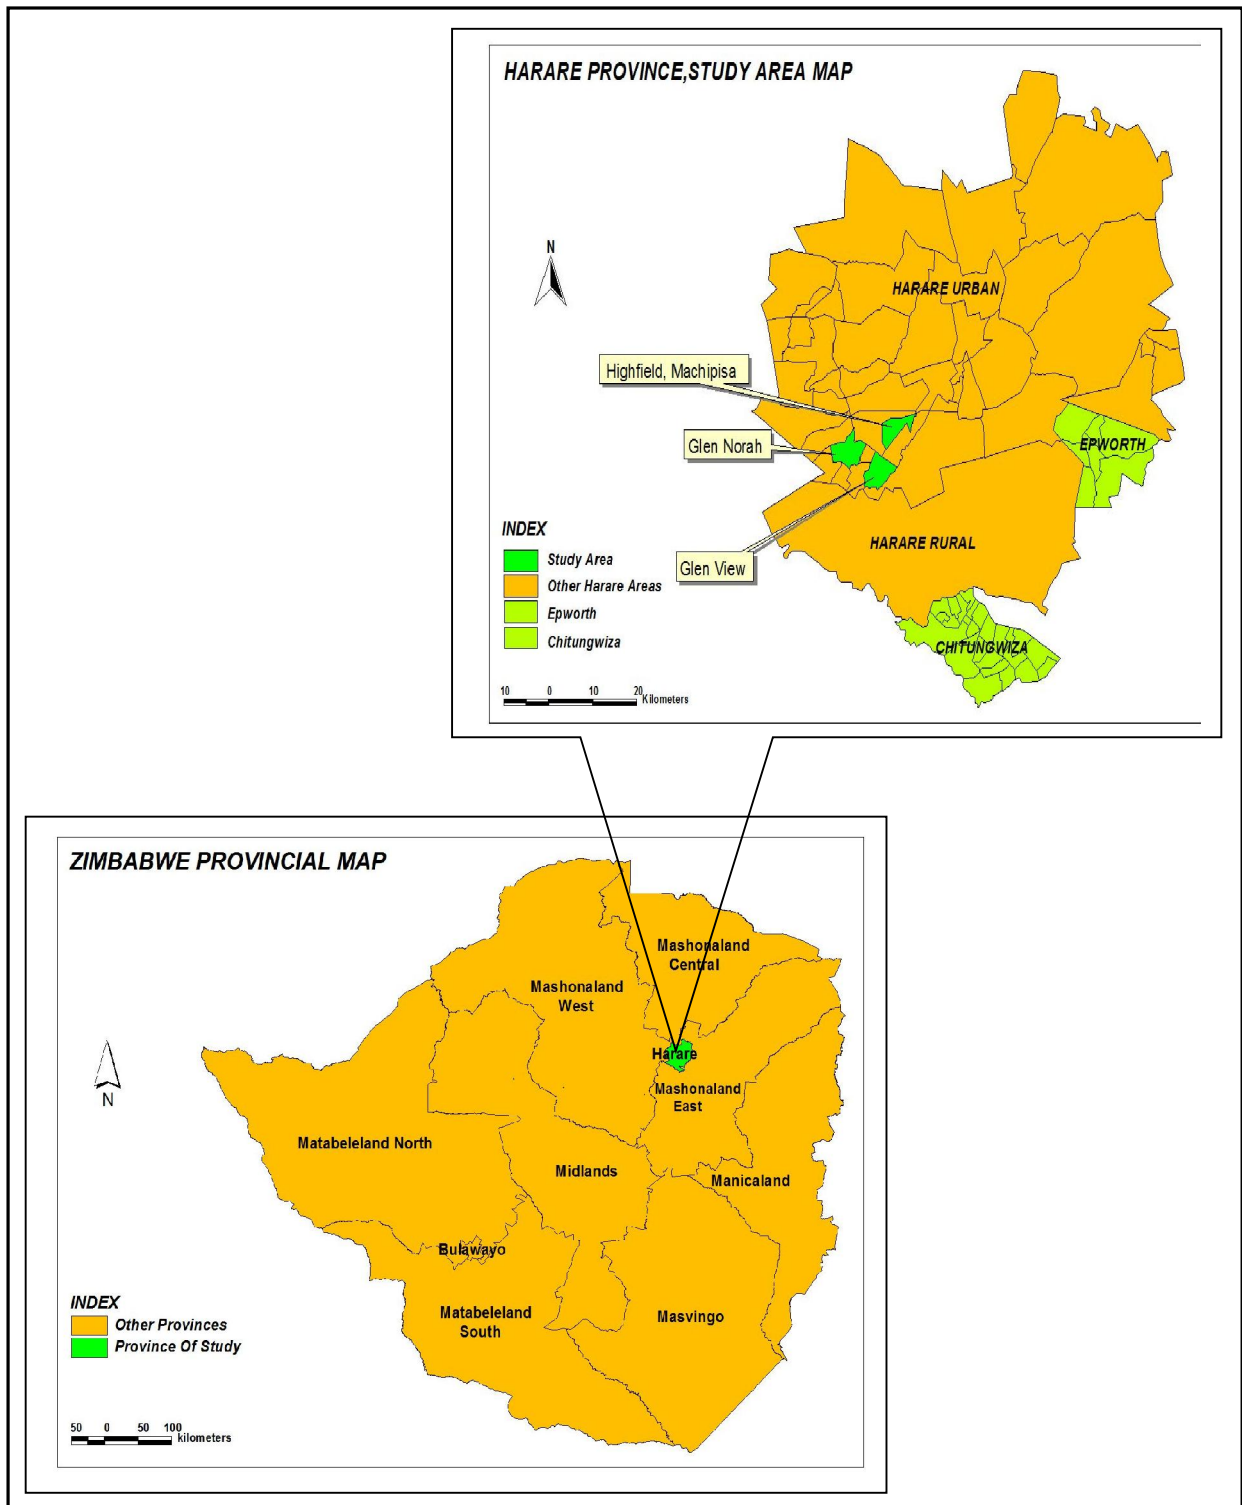 HARARE PROVINCE,STUDY AREA MAP
N
HARARE URBAN
Highfield, Machipisa
Glen Norah
EPWORTH
HARARE RURAL
Glen View
INDEX
Study Area
Other Harare Areas
Epworth
Chitungwiza
CHITUNGWIZA
10 0 10 20 Kilometers
ZIMBABWE PROVINCIAL MAP
Mashonaland
Central
Mashonaland
West
Harare
Mashonaland
East
N
Matabeleland North
Midlands
Manicaland
Bulawayo
Matabeleland
South
Masvingo
INDEX
Other Provinces
Province Of Study
50 0 50 100
kilometers